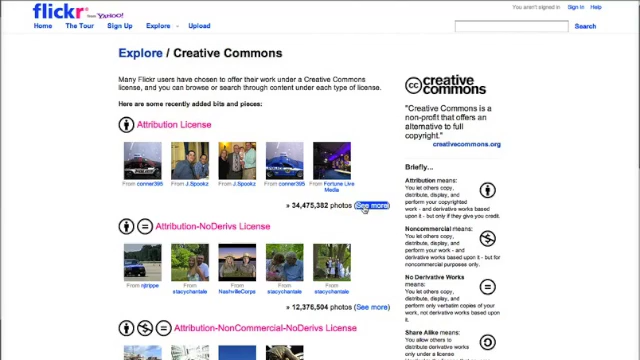 flickr from YAHOO!
You aren't signed in Sign In Help
Home The Tour Sign Up Explore Upload
Search
Explore / Creative Commons
Many Flickr users have chosen to offer their work under a Creative Commons
license, and you can browse or search through content under each type of license.
Here are some recently added bits and pieces:
Attribution License
From conner395
From J.Spookz
From J.Spookz
From conner395
From Fortune Live
Media
» 34,475,382 photos (See more)
Attribution-NoDerivs License
From njtrippe
From
stacychantale
From
NashvilleCorps
From
stacychantale
From
stacychantale
» 12,376,504 photos (See more)
Attribution-NonCommercial-NoDerivs License
cc creative
commons
"Creative Commons is a
non-profit that offers an
alternative to full
copyright."
creativecommons.org
Briefly...
Attribution means:
You let others copy,
distribute, display, and
perform your copyrighted
work - and derivative works based
upon it - but only if they give you credit.
Noncommercial means:
You let others copy,
distribute, display, and
perform your work - and
derivative works based upon it - but for
noncommercial purposes only.
No Derivative Works
means:
You let others copy,
distribute, display, and
perform only verbatim copies of your
work, not derivative works based upon
it.
Share Alike means:
You allow others to
distribute derivative works
only under a license